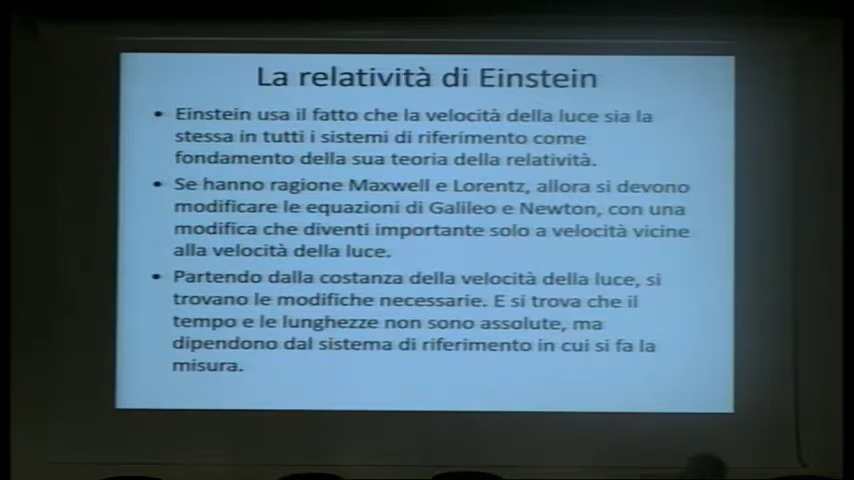 La relatività di Einstein
• Einstein usa il fatto che la velocità della luce sia la
stessa in tutti i sistemi di riferimento come
fondamento della sua teoria della relatività.
• Se hanno ragione Maxwell e Lorentz, allora si devono
modificare le equazioni di Galileo e Newton, con una
modifica che diventi importante solo a velocità vicine
alla velocità della luce.
• Partendo dalla costanza della velocità della luce, si
trovano le modifiche necessarie. E si trova che il
tempo e le lunghezze non sono assolute, ma
dipendono dal sistema di riferimento in cui si fa la
misura.